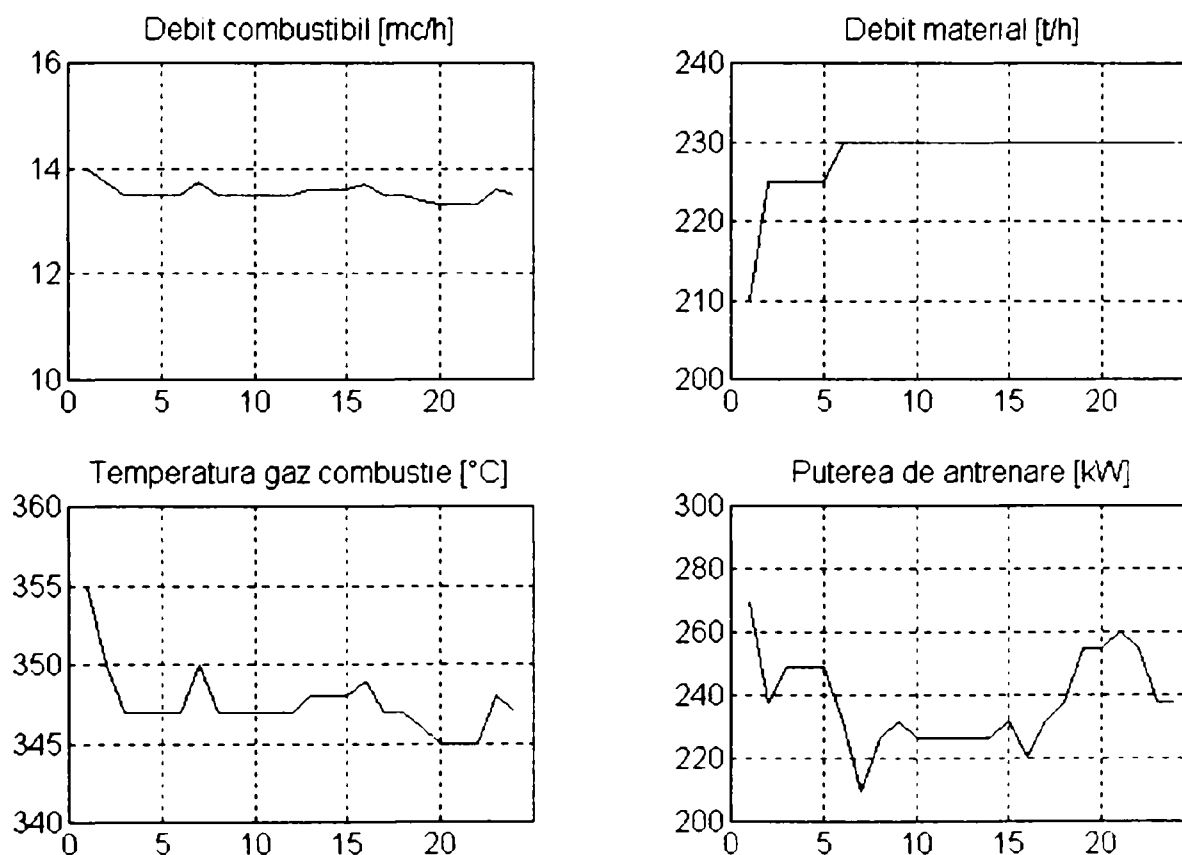 Debit combustibil [mc/h]
16
14
12
10
0 5 10 15 20
Debit material [t/h]
240
230
220
210
200
0 5 10 15 20
Temperatura gaz combustie [°C]
360
355
350
345
340
0 5 10 15 20
Puterea de antrenare [kW]
300
280
260
240
220
200
0 5 10 15 20